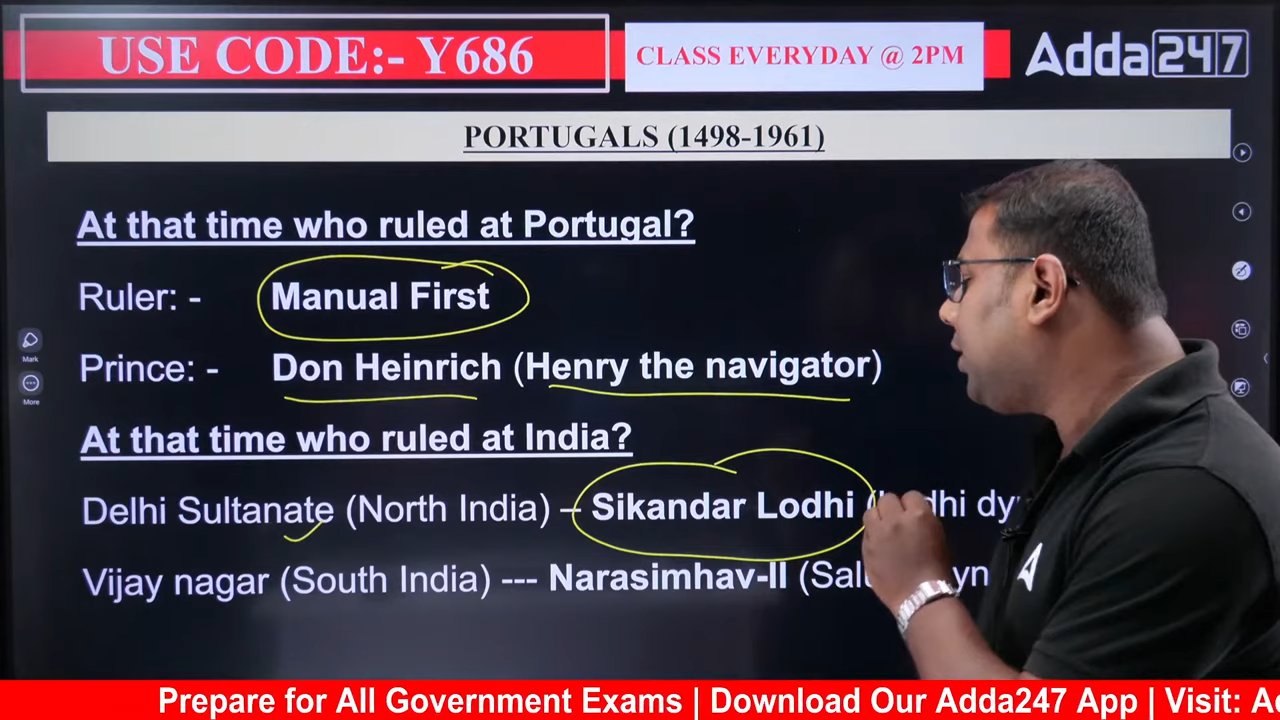 USE CODE:- Y686
CLASS EVERYDAY @ 2PM
Adda247
PORTUGALS (1498-1961)
At that time who ruled at Portugal?
Ruler: - Manual First
Prince: - Don Heinrich (Henry the navigator)
At that time who ruled at India?
Delhi Sultanate (North India) – Sikandar Lodhi
Vijay nagar (South India) --- Narasimhav-II
Mark
More
Prepare for All Government Exams | Download Our Adda247 App | Visit: